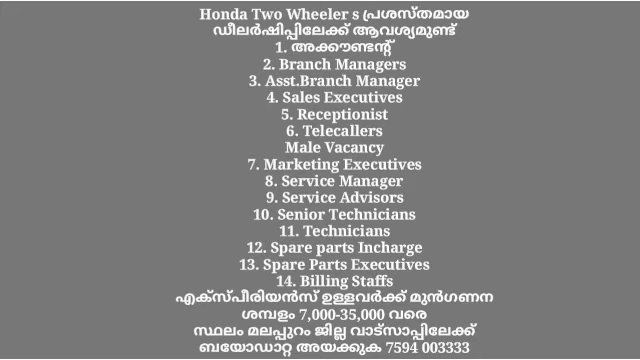 Honda Two Wheeler s പ്രശസ്തമായ
ഡീലർഷിപ്പിലേക്ക് ആവശ്യമുണ്ട്
1. അക്കൗണ്ടന്റ്
2. Branch Managers
3. Asst.Branch Manager
4. Sales Executives
5. Receptionist
6. Telecallers
Male Vacancy
7. Marketing Executives
8. Service Manager
9. Service Advisors
10. Senior Technicians
11. Technicians
12. Spare parts Incharge
13. Spare Parts Executives
14. Billing Staffs
എക്സ്പീരിയൻസ് ഉള്ളവർക്ക് മുൻഗണന
ശമ്പളം 7,000-35,000 വരെ
സ്ഥലം മലപ്പുറം ജില്ല വാട്സാപ്പിലേക്ക്
ബയോഡാറ്റ അയക്കുക 7594 003333